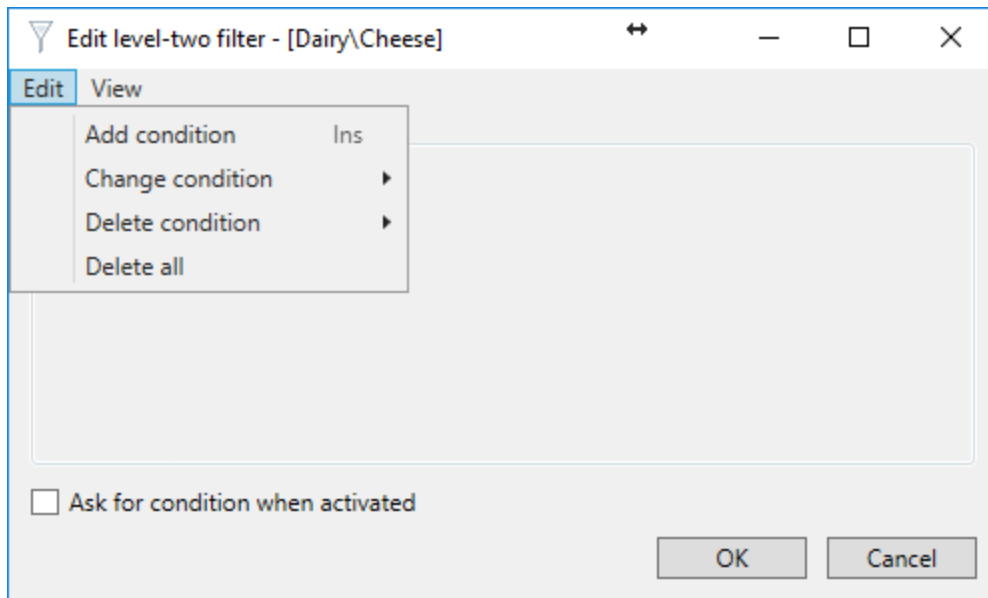 Edit level-two filter - [Dairy\Cheese]
Edit View
Add condition Ins
Change condition
Delete condition
Delete all
Ask for condition when activated
OK Cancel